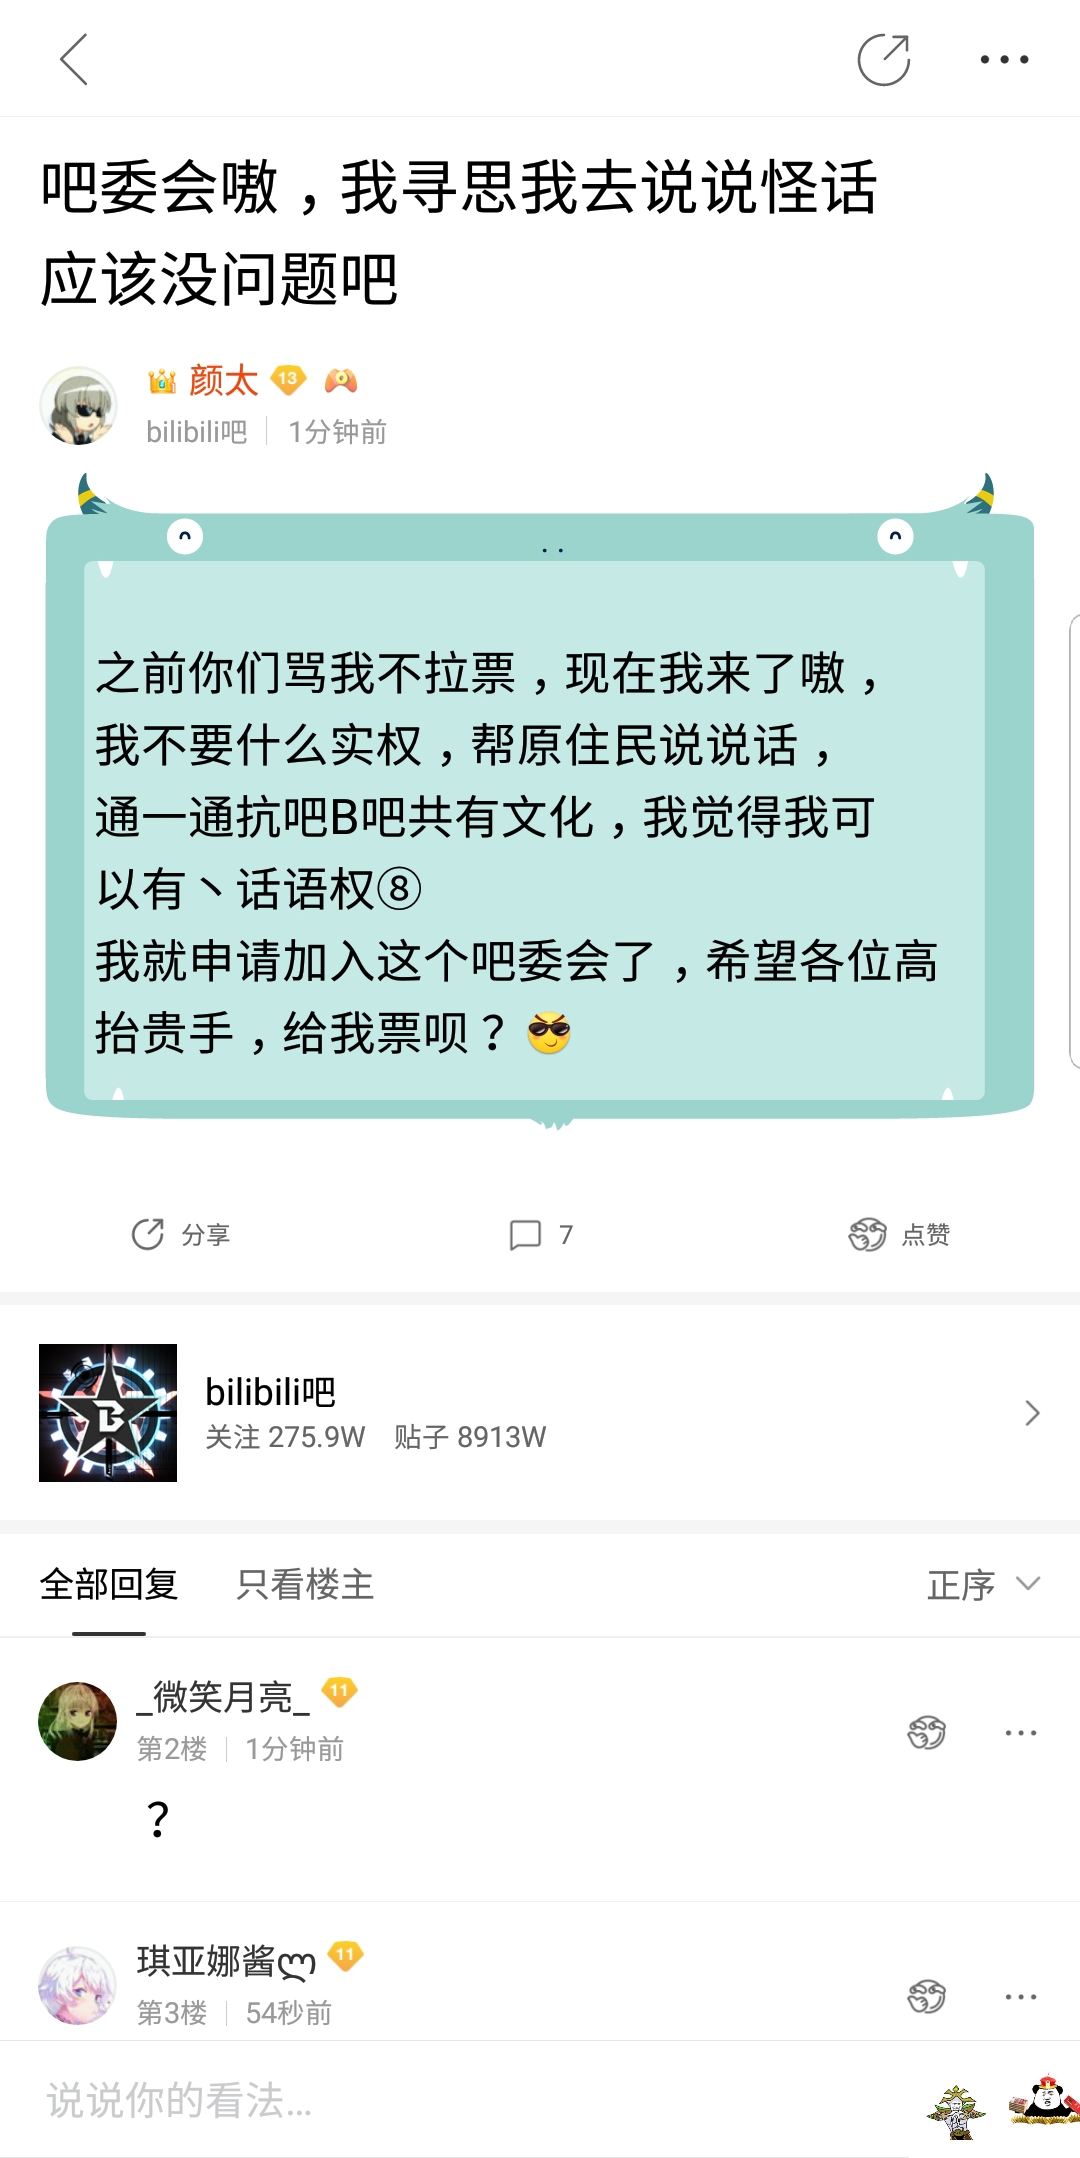 吧委会嗷，我寻思我去说说怪话
应该没问题吧
颜太 13
bilibili吧 1分钟前
之前你们骂我不拉票，现在我来了嗷，
我不要什么实权，帮原住民说说话，
通一通抗吧B吧共有文化，我觉得我可
以有丶话语权⑧
我就申请加入这个吧委会了，希望各位高
抬贵手，给我票呗？
分享 7 点赞
B
bilibili吧
关注 275.9W 贴子 8913W
全部回复 只看楼主 正序
_微笑月亮_ 11
第2楼 1分钟前
？
琪亚娜酱ღ 11
第3楼 54秒前
说说你的看法...